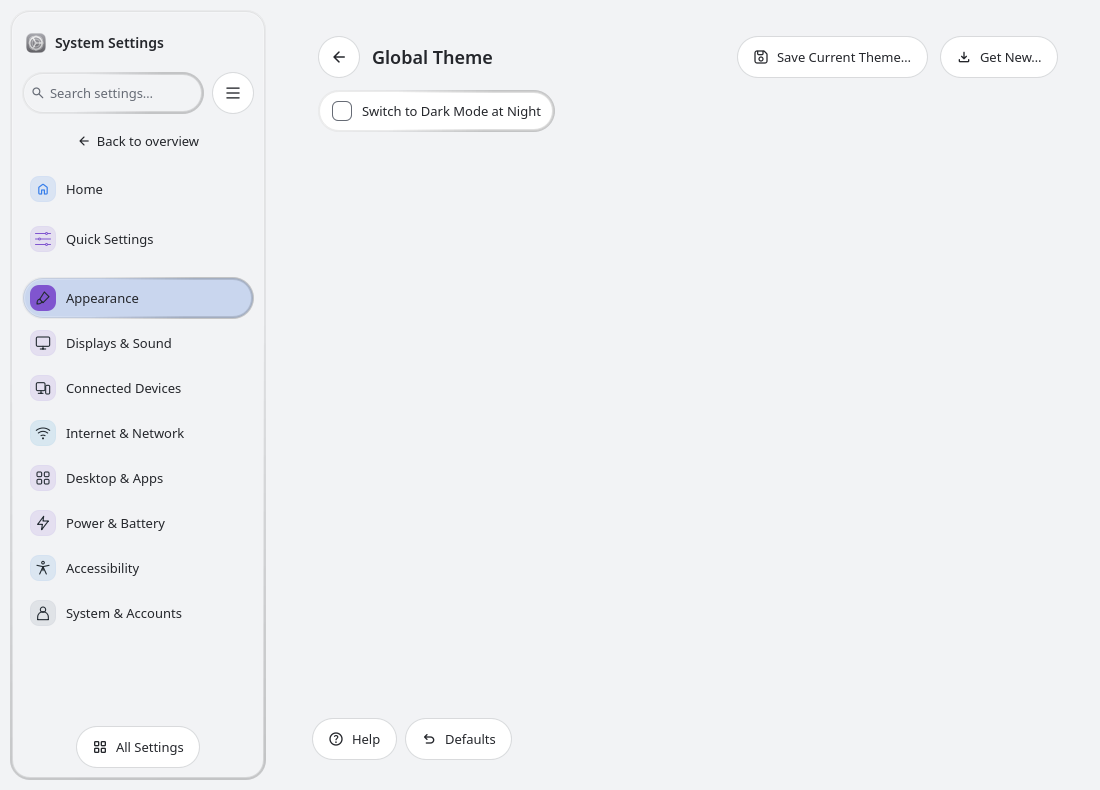 System Settings
Search settings...
Back to overview
Home
Quick Settings
Appearance
Displays & Sound
Connected Devices
Internet & Network
Desktop & Apps
Power & Battery
Accessibility
System & Accounts
All Settings
Global Theme
Save Current Theme...
Get New...
Switch to Dark Mode at Night
Help
Defaults